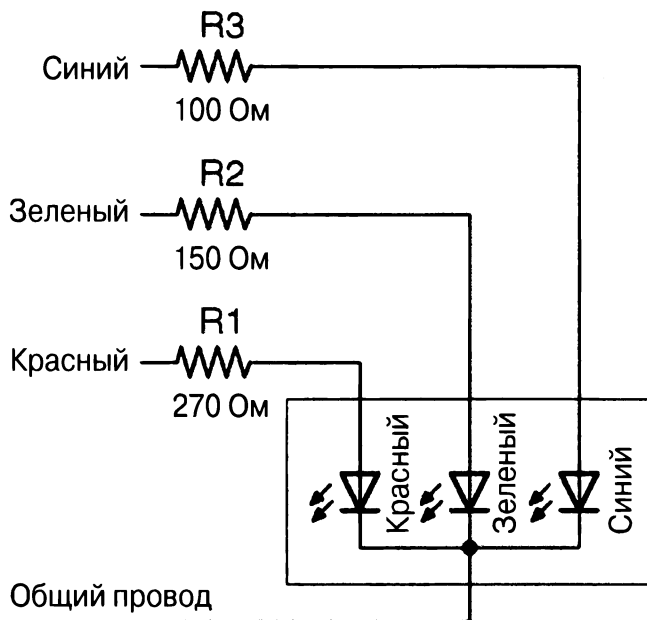 R3
Синий
100 Ом
R2
Зеленый
150 Ом
R1
Красный
270 Ом
Красный
Зеленый
Синий
Общий провод